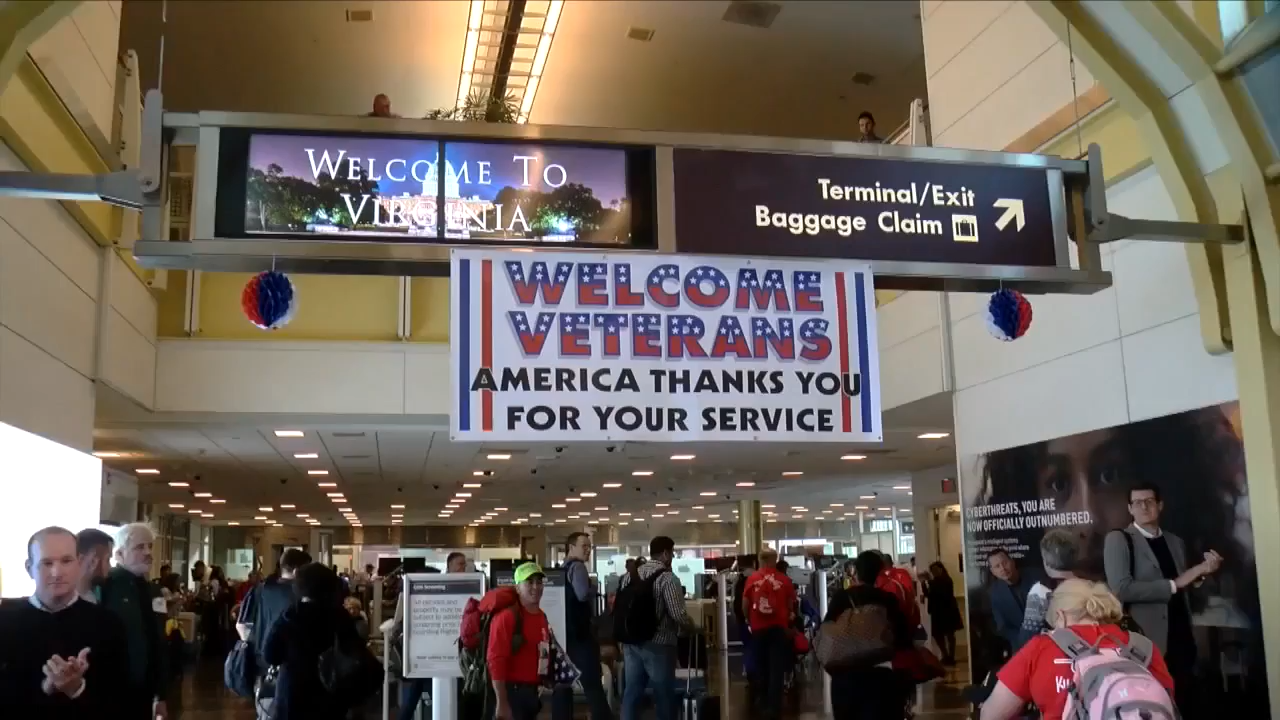 WELCOME TO
VIRGINIA
Terminal/Exit
Baggage Claim
WELCOME
VETERANS
AMERICA THANKS YOU
FOR YOUR SERVICE
CYBERTHREATS, YOU ARE
NOW OFFICIALLY OUTNUMBERED.